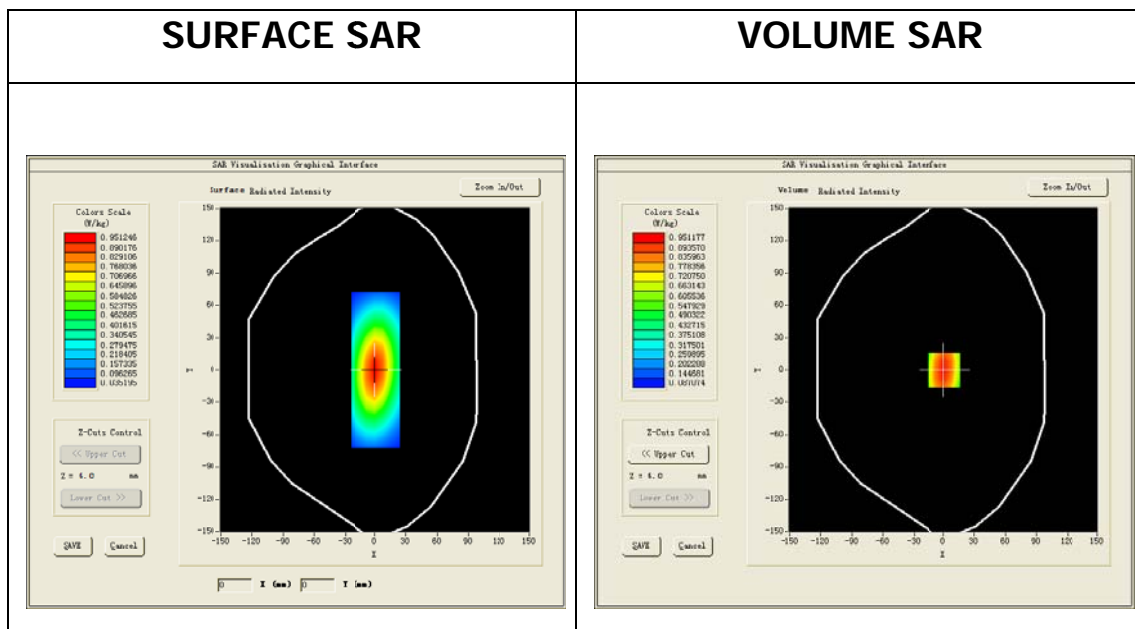 SURFACE SAR
VOLUME SAR
SAR Visualisation Graphical Interface
Surface Radiated Intensity
Zoom In/Out
Colors Scale
(W/kg)
0.951246
0.890176
0.829106
0.768036
0.706966
0.645896
0.584826
0.523755
0.462685
0.401615
0.340545
0.279475
0.218405
0.157335
0.096265
0.035195
Z-Cuts Control
<< Upper Cut
Z = 4.0 mm
Lower Cut >>
SAVE
Cancel
150
120
90
60
30
0
-30
-60
-90
-120
-150
Y
-150 -120 -90 -60 -30 0 30 60 90 120 150
X
0 X (mm) 0 Y (mm)
SAR Visualisation Graphical Interface
Volume Radiated Intensity
Zoom In/Out
Colors Scale
(W/kg)
0.951177
0.893570
0.835963
0.778356
0.720750
0.663143
0.605536
0.547929
0.490322
0.432715
0.375108
0.317501
0.259895
0.202288
0.144681
0.087074
Z-Cuts Control
<< Upper Cut
Z = 4.0 mm
Lower Cut >>
SAVE
Cancel
150
120
90
60
30
0
-30
-60
-90
-120
-150
Y
-150 -120 -90 -60 -30 0 30 60 90 120 150
X